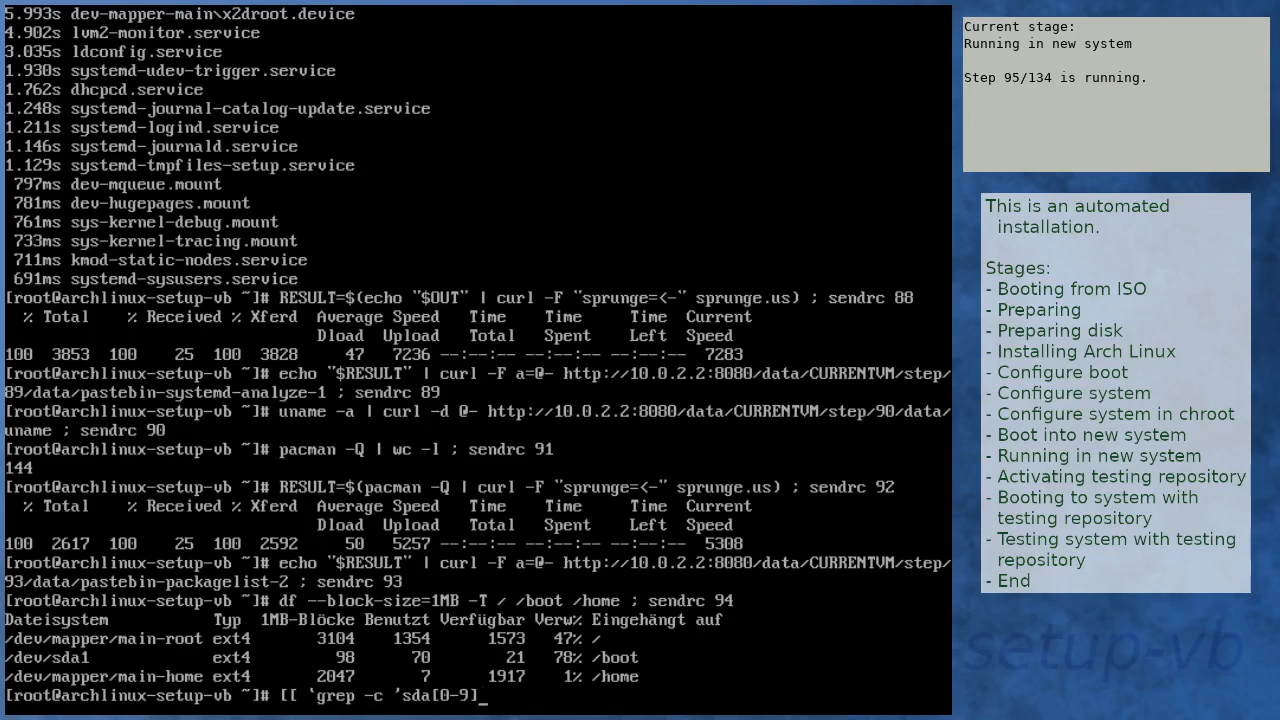 5.993s dev-mapper-main\x2droot.device
4.902s lvm2-monitor.service
3.035s ldconfig.service
1.930s systemd-udev-trigger.service
1.762s dhcpcd.service
1.248s systemd-journal-catalog-update.service
1.211s systemd-logind.service
1.146s systemd-journald.service
1.129s systemd-tmpfiles-setup.service
797ms dev-mqueue.mount
781ms dev-hugepages.mount
761ms sys-kernel-debug.mount
733ms sys-kernel-tracing.mount
711ms kmod-static-nodes.service
691ms systemd-sysusers.service
[root@archlinux-setup-vb ~]# RESULT=$(echo "$OUT" | curl -F "sprunge=<-" sprunge.us) ; sendrc 88
% Total % Received % Xferd Average Speed Time Time Time Current
Dload Upload Total Spent Left Speed
100 3853 100 25 100 3828 47 7236 --:--:-- --:--:-- --:--:-- 7283
[root@archlinux-setup-vb ~]# echo "$RESULT" | curl -F a=@- http://10.0.2.2:8080/data/CURRENTVM/step/
89/data/pastebin-systemd-analyze-1 ; sendrc 89
[root@archlinux-setup-vb ~]# uname -a | curl -d @- http://10.0.2.2:8080/data/CURRENTVM/step/90/data/
uname ; sendrc 90
[root@archlinux-setup-vb ~]# pacman -Q | wc -l ; sendrc 91
144
[root@archlinux-setup-vb ~]# RESULT=$(pacman -Q | curl -F "sprunge=<-" sprunge.us) ; sendrc 92
% Total % Received % Xferd Average Speed Time Time Time Current
Dload Upload Total Spent Left Speed
100 2617 100 25 100 2592 50 5257 --:--:-- --:--:-- --:--:-- 5308
[root@archlinux-setup-vb ~]# echo "$RESULT" | curl -F a=@- http://10.0.2.2:8080/data/CURRENTVM/step/
93/data/pastebin-packagelist-2 ; sendrc 93
[root@archlinux-setup-vb ~]# df --block-size=1MB -T / /boot /home ; sendrc 94
Dateisystem Typ 1MB-Blöcke Benutzt Verfügbar Verw% Eingehängt auf
/dev/mapper/main-root ext4 3104 1354 1573 47% /
/dev/sda1 ext4 98 70 21 78% /boot
/dev/mapper/main-home ext4 2047 7 1917 1% /home
[root@archlinux-setup-vb ~]# [[ `grep -c 'sda[0-9]_
Current stage:
Running in new system
Step 95/134 is running.
This is an automated
installation.
Stages:
- Booting from ISO
- Preparing
- Preparing disk
- Installing Arch Linux
- Configure boot
- Configure system
- Configure system in chroot
- Boot into new system
- Running in new system
- Activating testing repository
- Booting to system with
testing repository
- Testing system with testing
repository
- End
-setup-vb